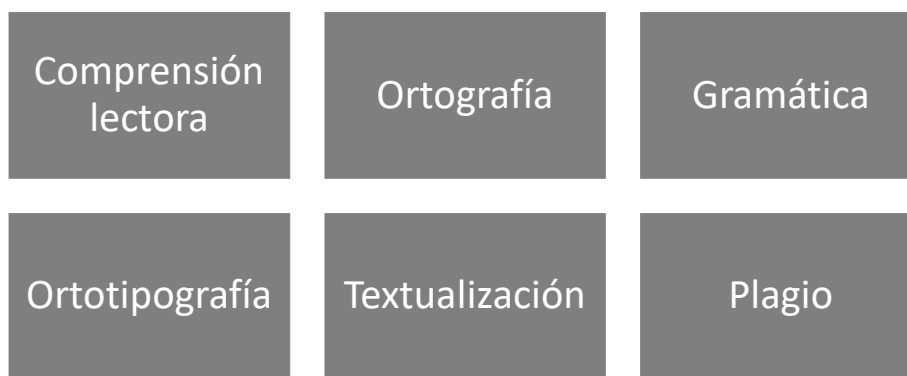 Comprensión
lectora
Ortografía
Gramática
Ortotipografía
Textualización
Plagio